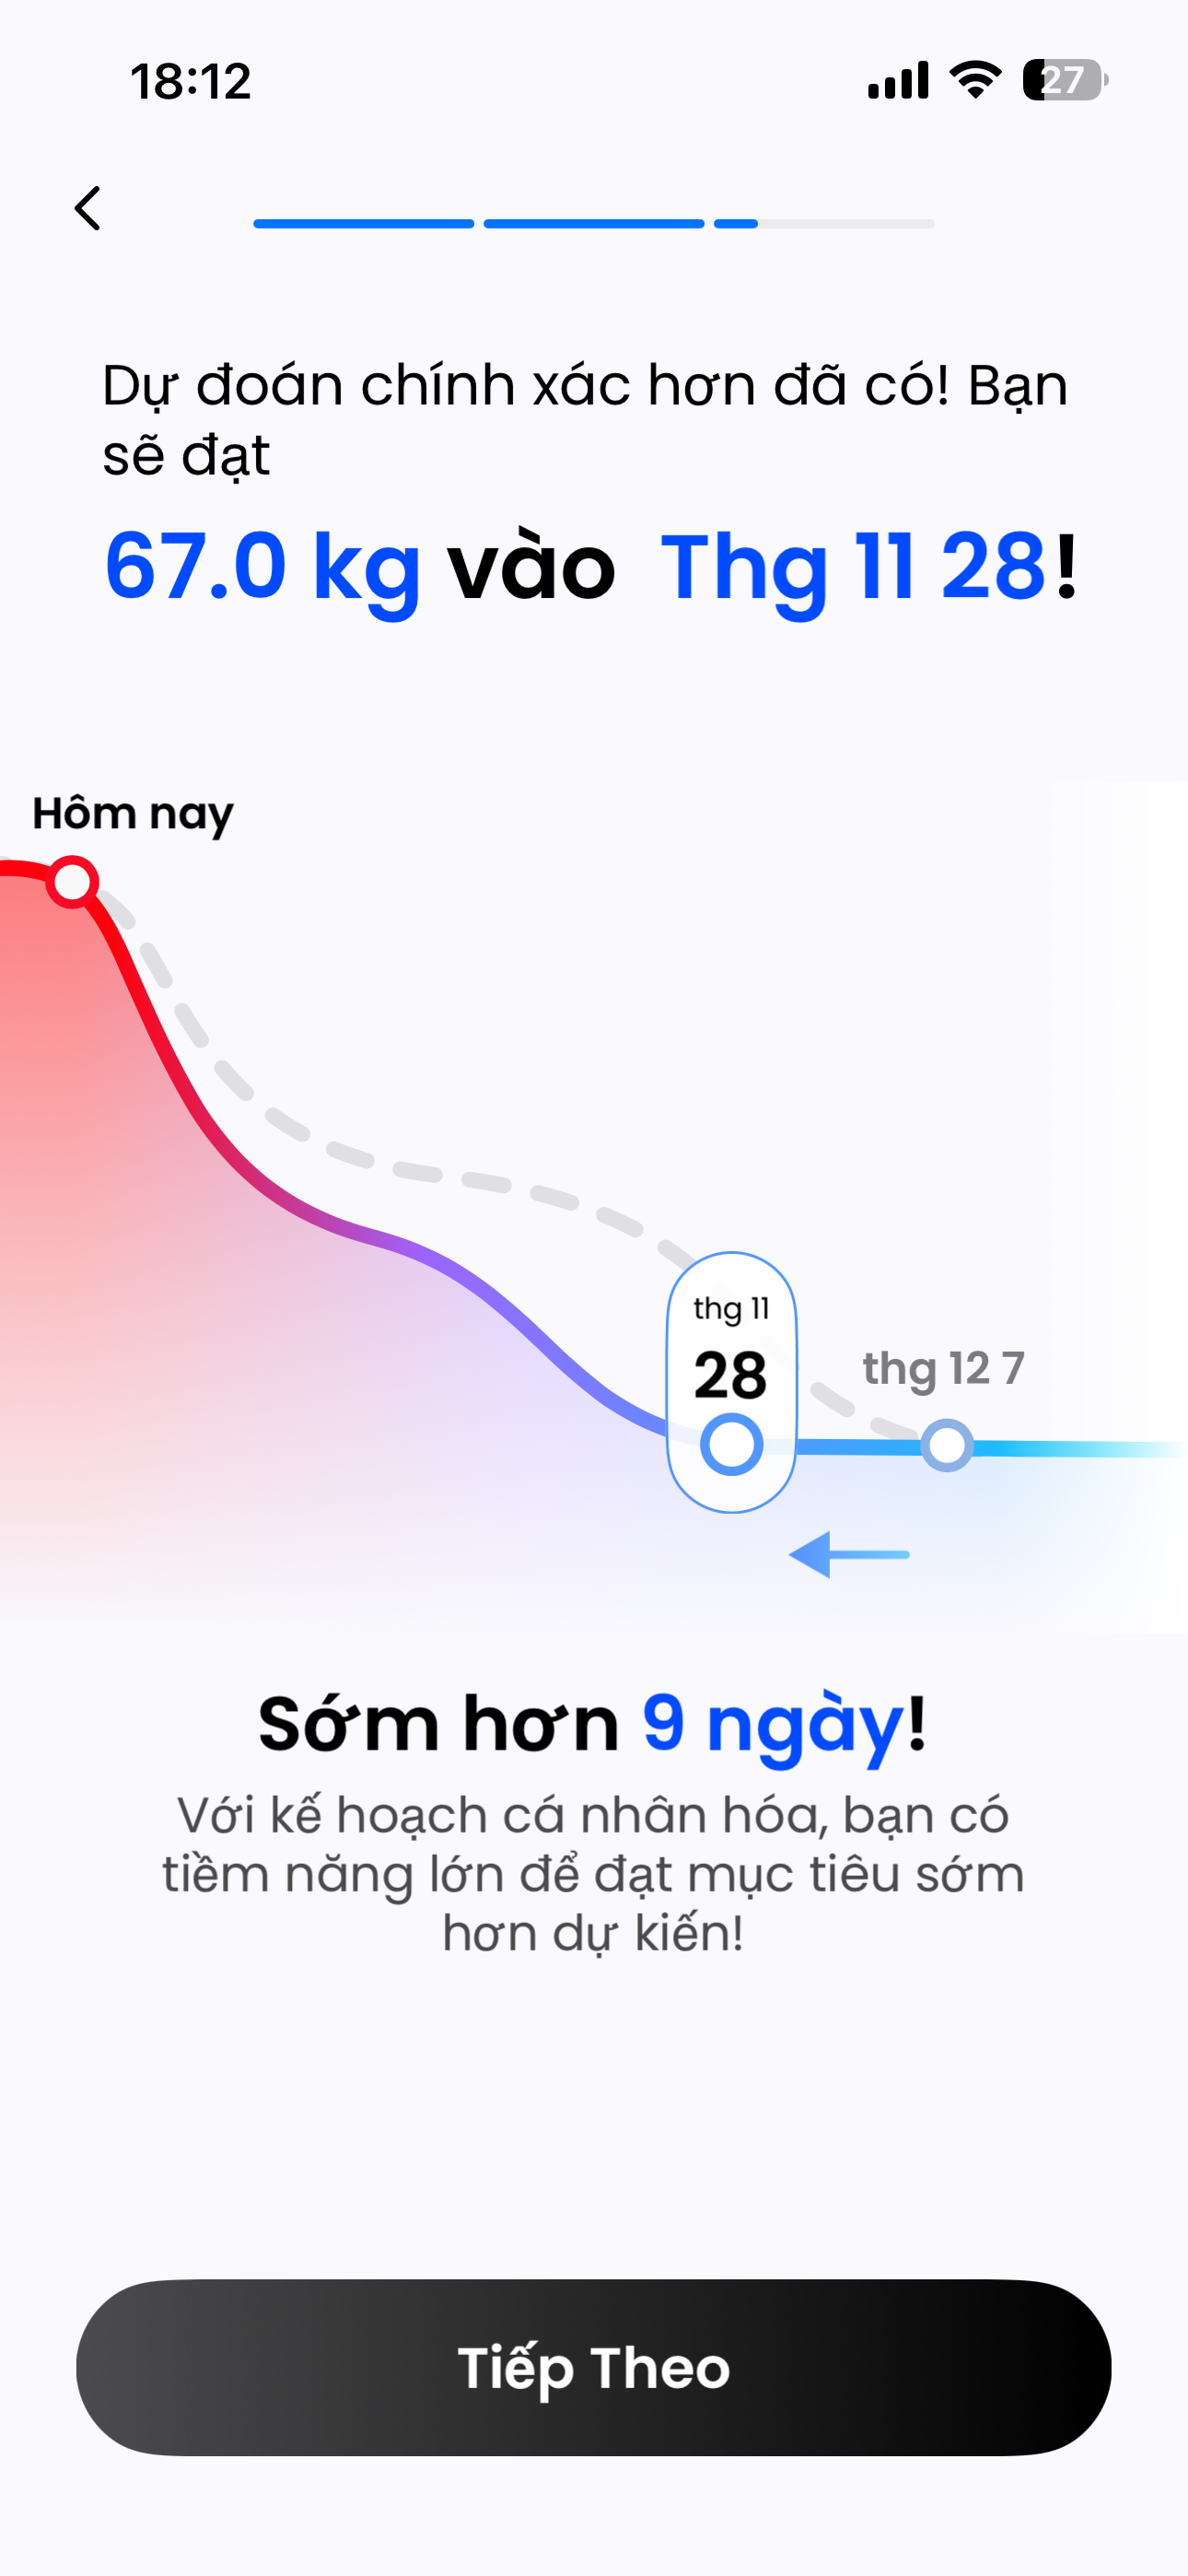 18:12
27
Dự đoán chính xác hơn đã có! Bạn
sẽ đạt
67.0 kg vào Thg 11 28!
Hôm nay
thg 11
28
thg 12 7
Sớm hơn 9 ngày!
Với kế hoạch cá nhân hóa, bạn có
tiềm năng lớn để đạt mục tiêu sớm
hơn dự kiến!
Tiếp Theo